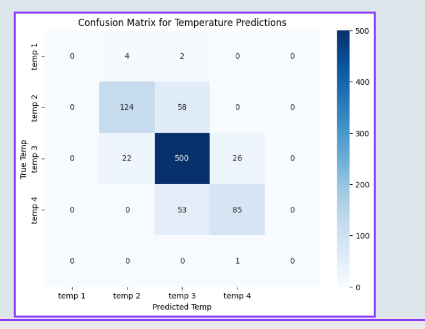 Confusion Matrix for Temperature Predictions
temp 1 0 4 2 0 0
temp 2 0 124 58 0 0
temp 3 0 22 500 26 0
temp 4 0 0 53 85 0
0 0 0 1 0
temp 1 temp 2 temp 3 temp 4
True Temp
Predicted Temp
500
400
300
200
100
0